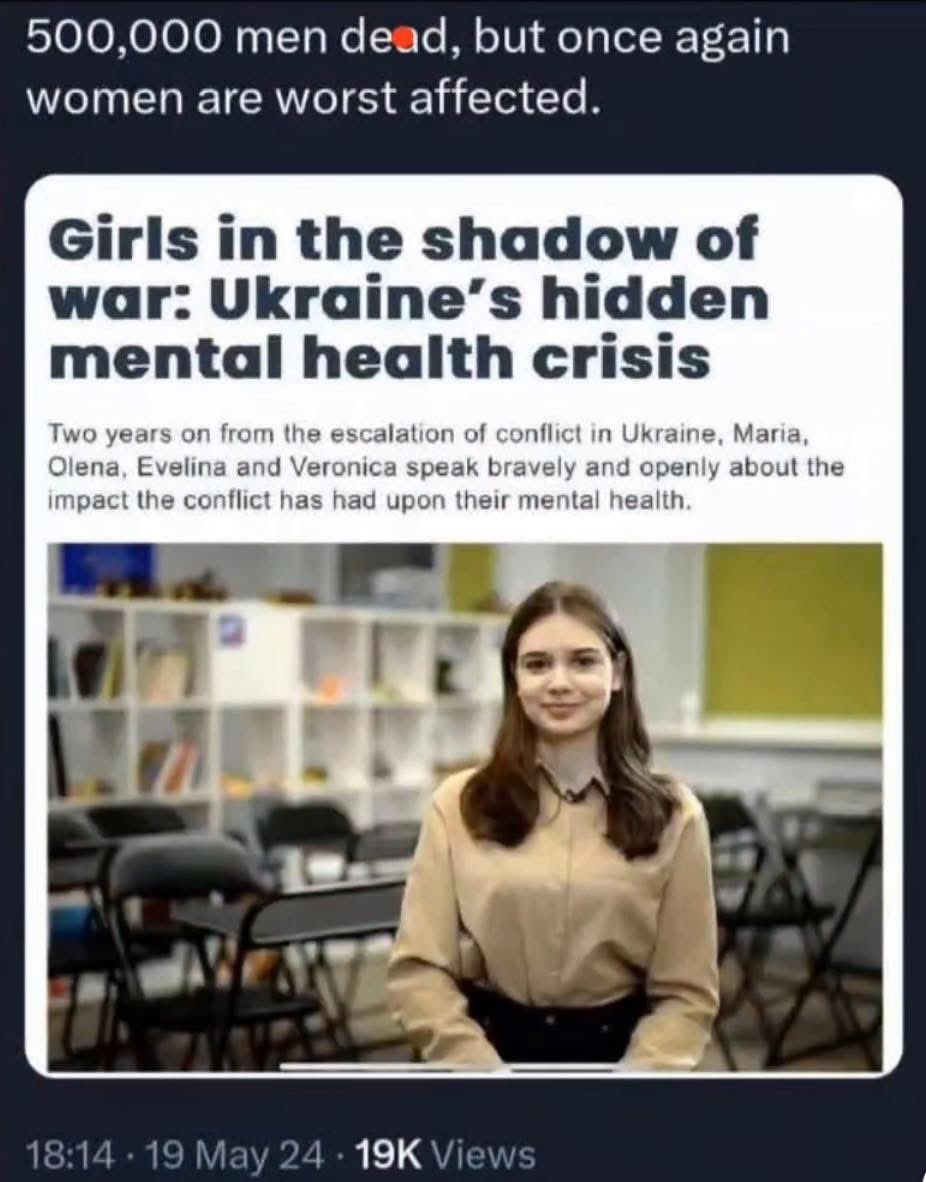 500,000 men dead, but once again
women are worst affected.
Girls in the shadow of
war: Ukraine's hidden
mental health crisis
Two years on from the escalation of conflict in Ukraine, Maria,
Olena, Evelina and Veronica speak bravely and openly about the
impact the conflict has had upon their mental health.
18:14 · 19 May 24 · 19K Views